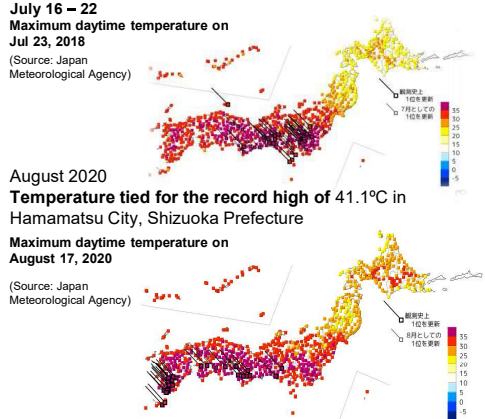 July 16 – 22
Maximum daytime temperature on
Jul 23, 2018
(Source: Japan
Meteorological Agency)
観測史上
1位を更新
7月としての
1位を更新
35
30
25
20
15
10
5
0
-5
August 2020
Temperature tied for the record high of 41.1ºC in
Hamamatsu City, Shizuoka Prefecture
Maximum daytime temperature on
August 17, 2020
(Source: Japan
Meteorological Agency)
観測史上
1位を更新
8月としての
1位を更新
35
30
25
20
15
10
5
0
-5